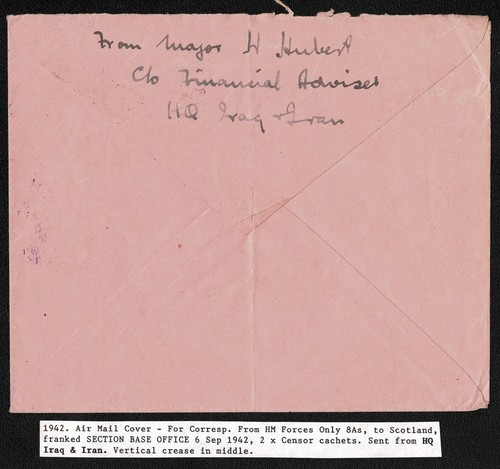 From Major H Hubert
C/o Financial Adviser
HQ Iraq & Iran
1942. Air Mail Cover - For Corresp. From HM Forces Only 8As, to Scotland,
franked SECTION BASE OFFICE 6 Sep 1942, 2 x Censor cachets. Sent from HQ
Iraq & Iran. Vertical crease in middle.